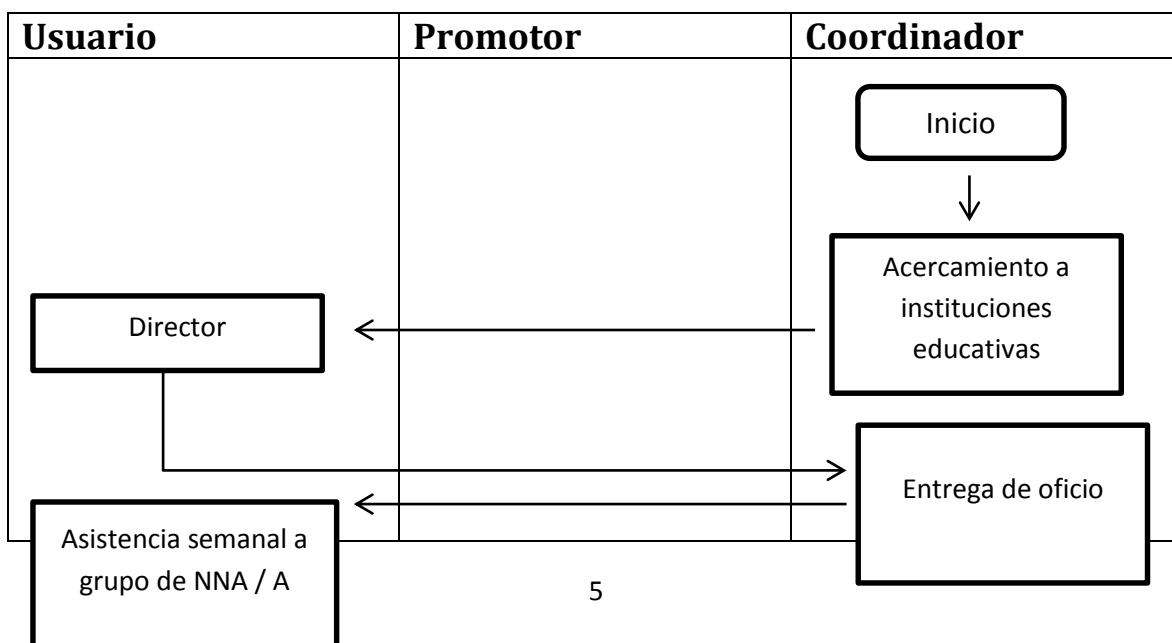 Usuario
Promotor
Coordinador
Inicio
Acercamiento a
instituciones
educativas
Director
Entrega de oficio
Asistencia semanal a
grupo de NNA / A
5